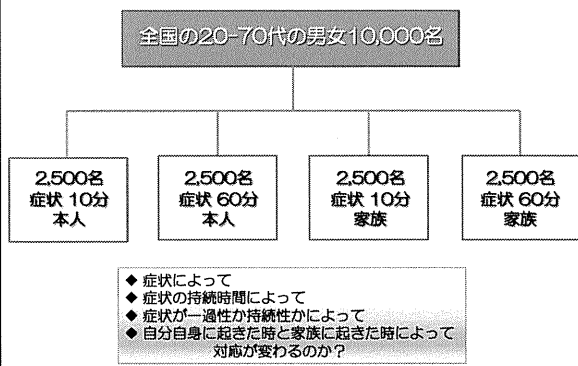 全国の20-70代の男女10,000名
2,500名
症状 10分
本人
2,500名
症状 60分
本人
2,500名
症状 10分
家族
2,500名
症状 60分
家族
◆ 症状によって
◆ 症状の持続時間によって
◆ 症状が一過性か持続性かによって
◆ 自分自身に起きた時と家族に起きた時によって
対応が変わるのか?